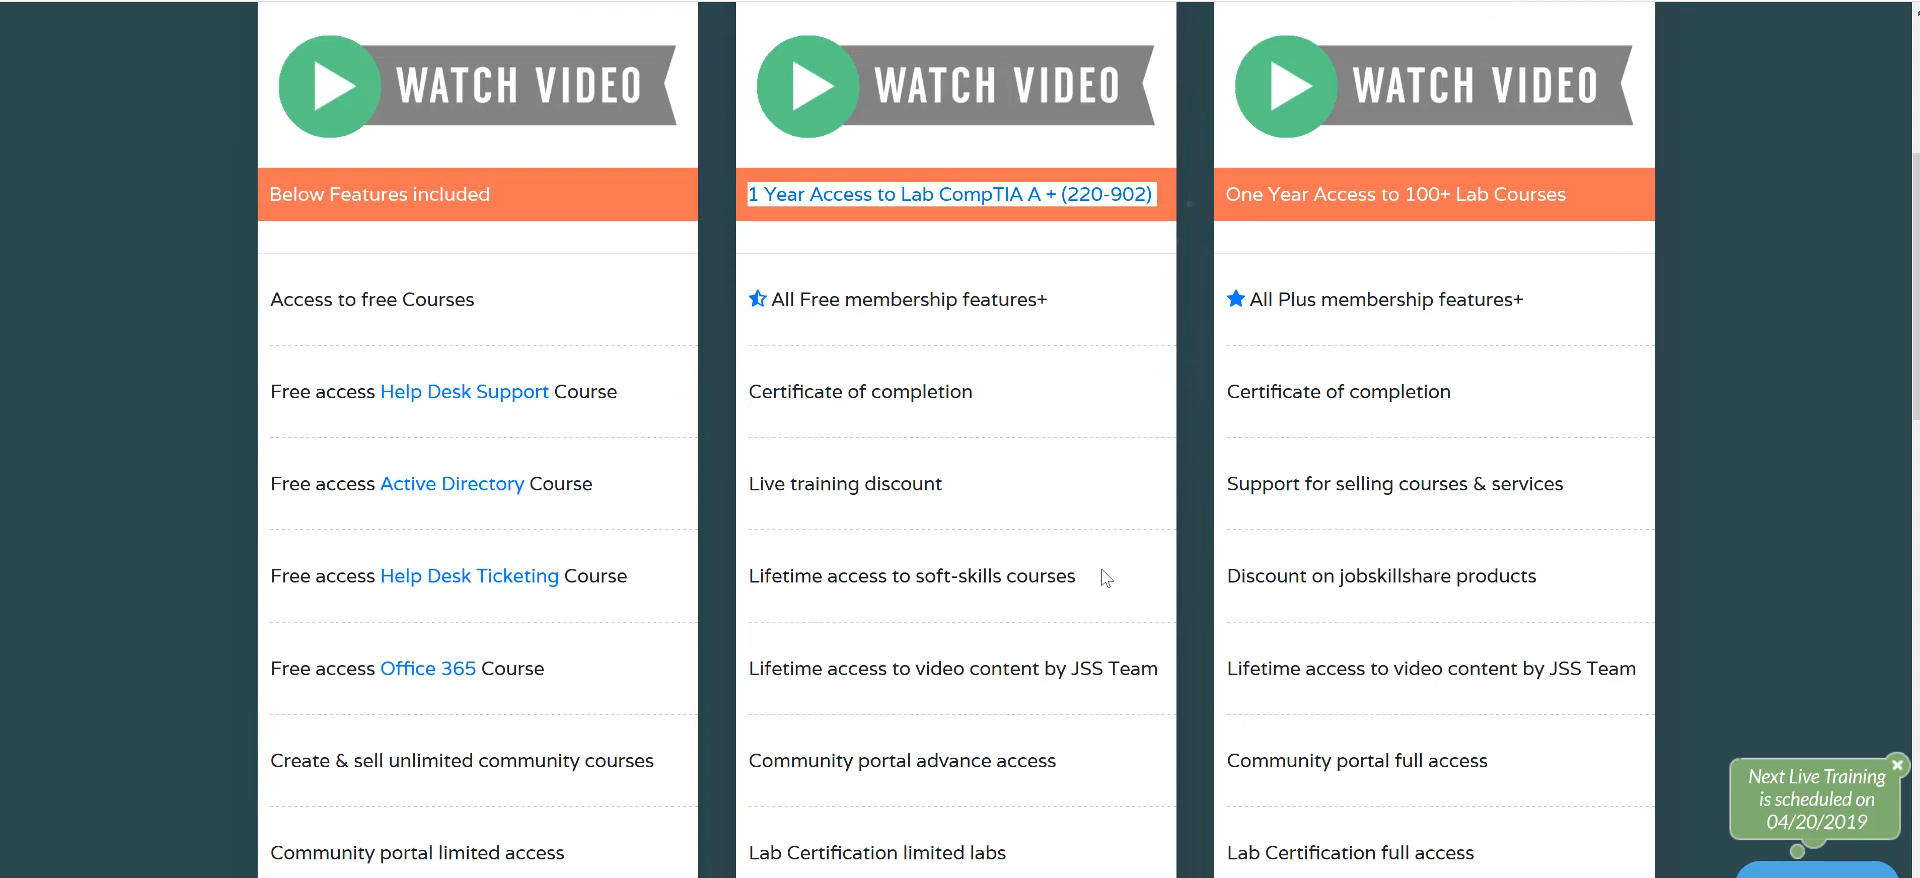 WATCH VIDEO
Below Features included
Access to free Courses
Free access Help Desk Support Course
Free access Active Directory Course
Free access Help Desk Ticketing Course
Free access Office 365 Course
Create & sell unlimited community courses
Community portal limited access
WATCH VIDEO
1 Year Access to Lab CompTIA A + (220-902)
All Free membership features+
Certificate of completion
Live training discount
Lifetime access to soft-skills courses
Lifetime access to video content by JSS Team
Community portal advance access
Lab Certification limited labs
WATCH VIDEO
One Year Access to 100+ Lab Courses
All Plus membership features+
Certificate of completion
Support for selling courses & services
Discount on jobskillshare products
Lifetime access to video content by JSS Team
Community portal full access
Lab Certification full access
Next Live Training
is scheduled on
04/20/2019